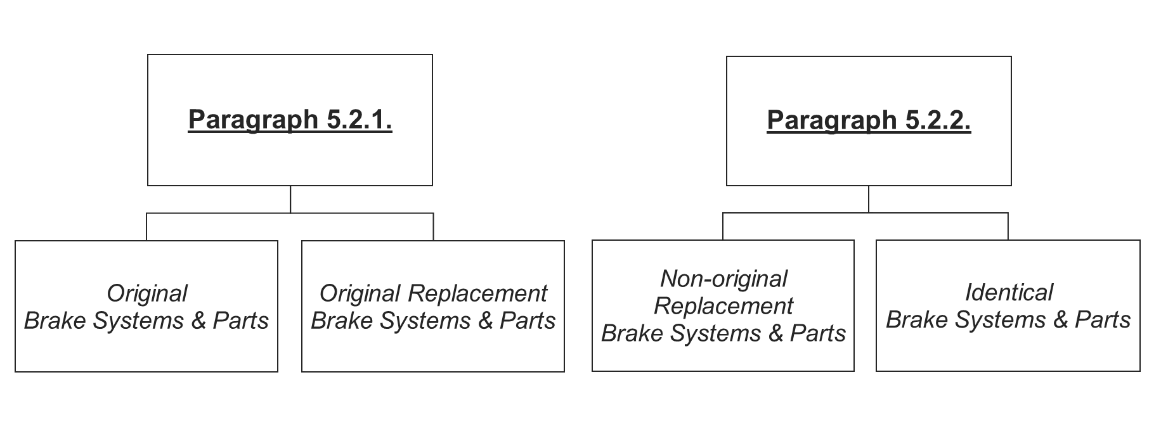 Paragraph 5.2.1.
Original
Brake Systems & Parts
Original Replacement
Brake Systems & Parts
Paragraph 5.2.2.
Non-original
Replacement
Brake Systems & Parts
Identical
Brake Systems & Parts